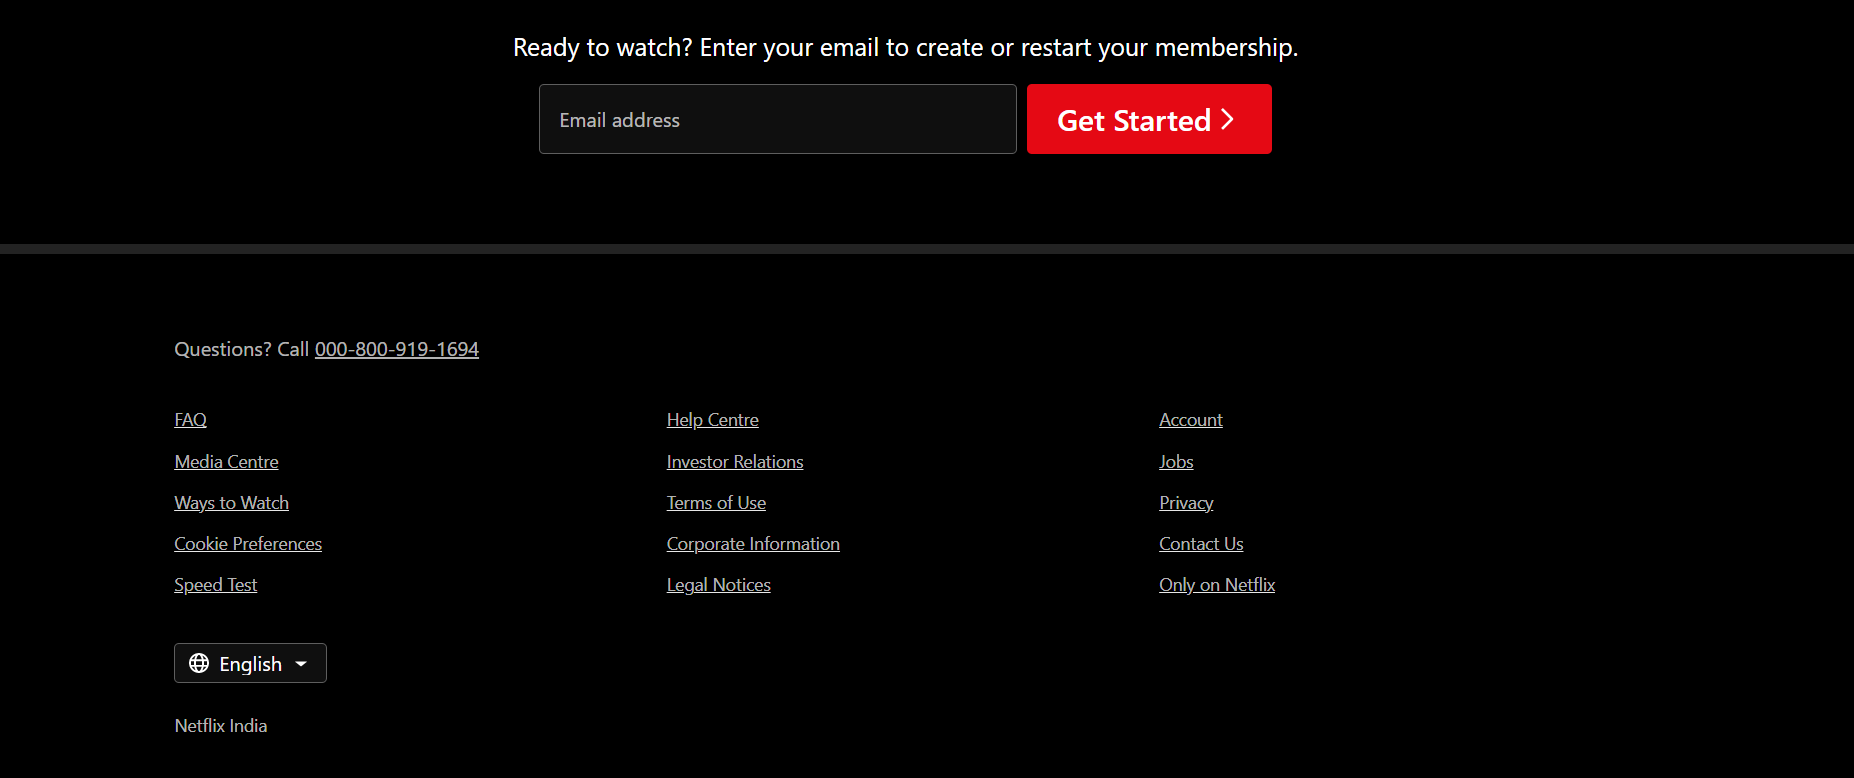 Ready to watch? Enter your email to create or restart your membership.
Email address
Get Started
Questions? Call 000-800-919-1694
FAQ
Help Centre
Account
Media Centre
Investor Relations
Jobs
Ways to Watch
Terms of Use
Privacy
Cookie Preferences
Corporate Information
Contact Us
Speed Test
Legal Notices
Only on Netflix
English
Netflix India